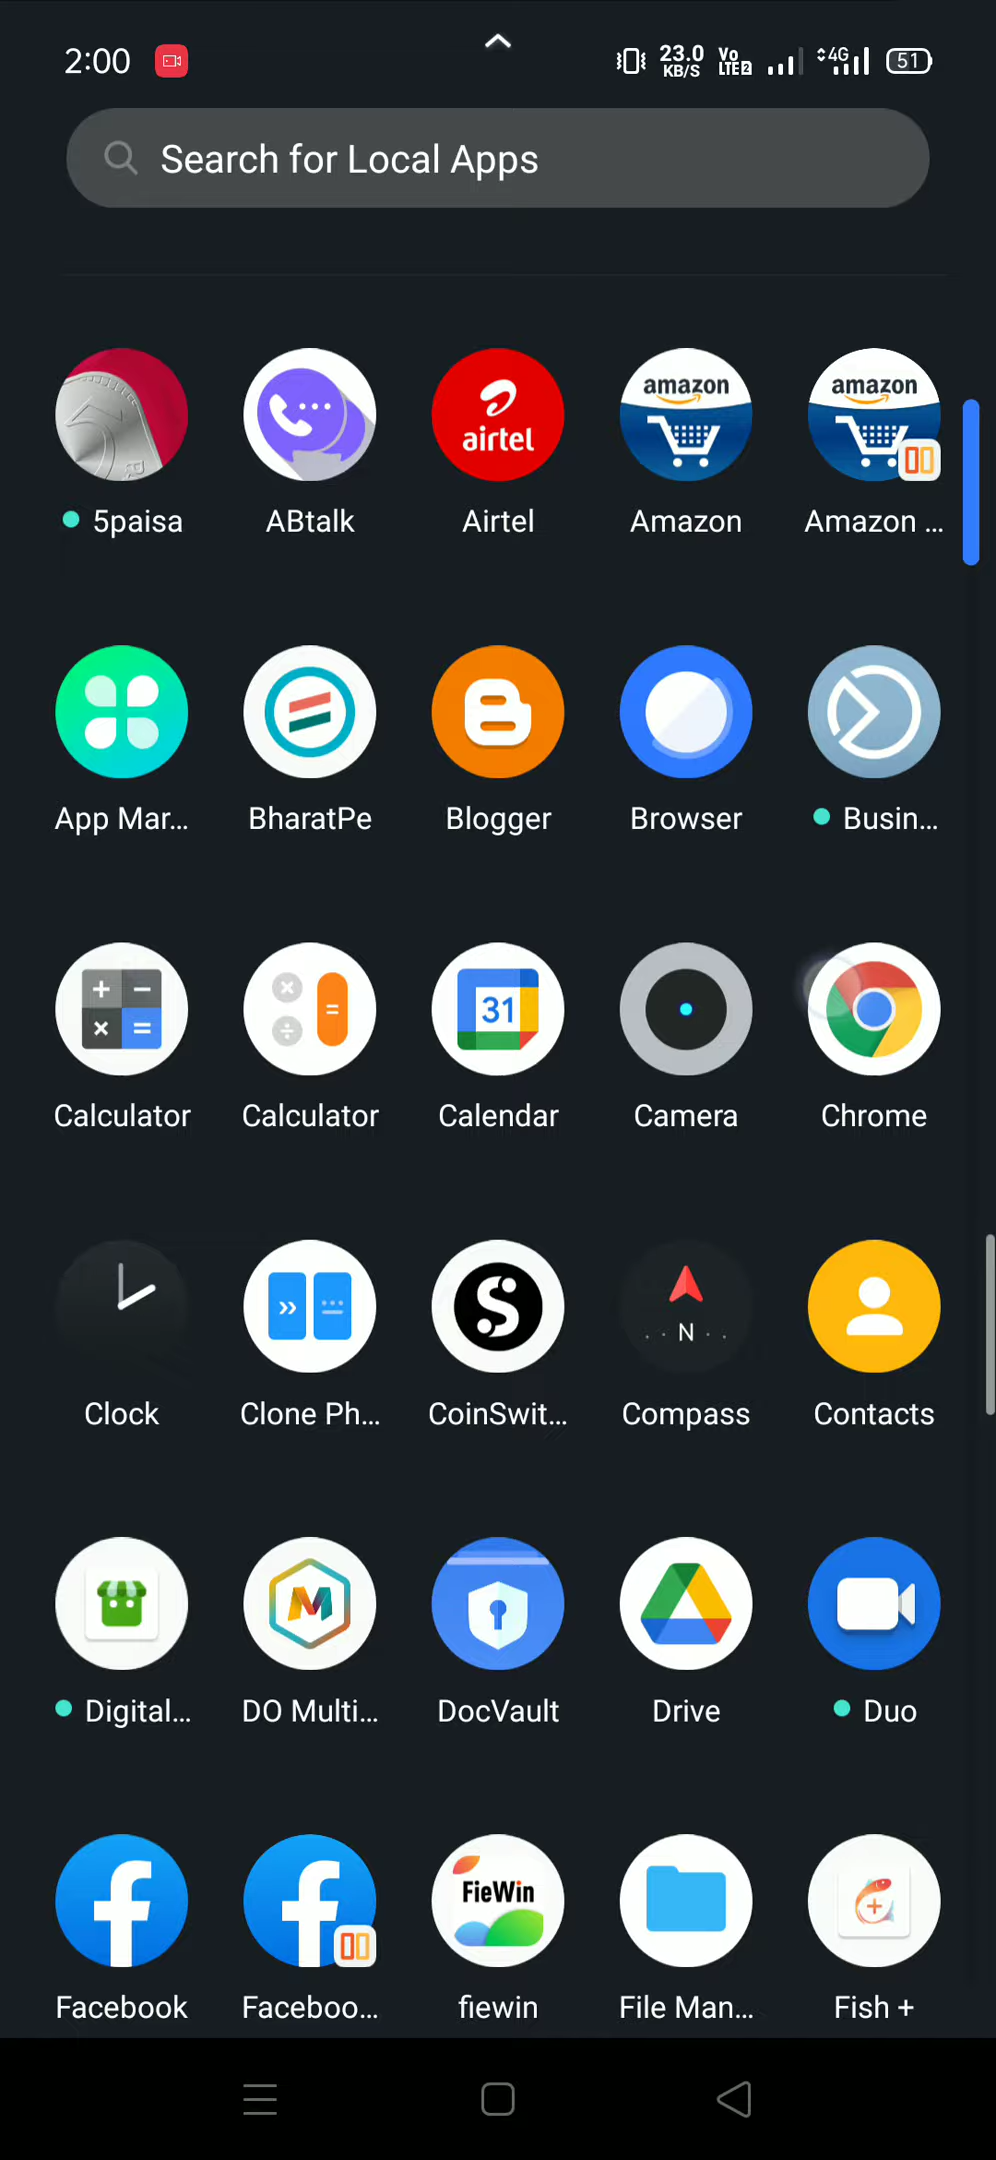 2:00 23.0 KB/S Vo LTE2 4G 51
Search for Local Apps
amazon amazon
airtel
5paisa ABtalk Airtel Amazon Amazon ...
App Mar... BharatPe Blogger Browser Busin...
31
Calculator Calculator Calendar Camera Chrome
N
Clock Clone Ph... CoinSwit... Compass Contacts
Digital... DO Multi... DocVault Drive Duo
FieWin
Facebook Faceboo... fiewin File Man... Fish +